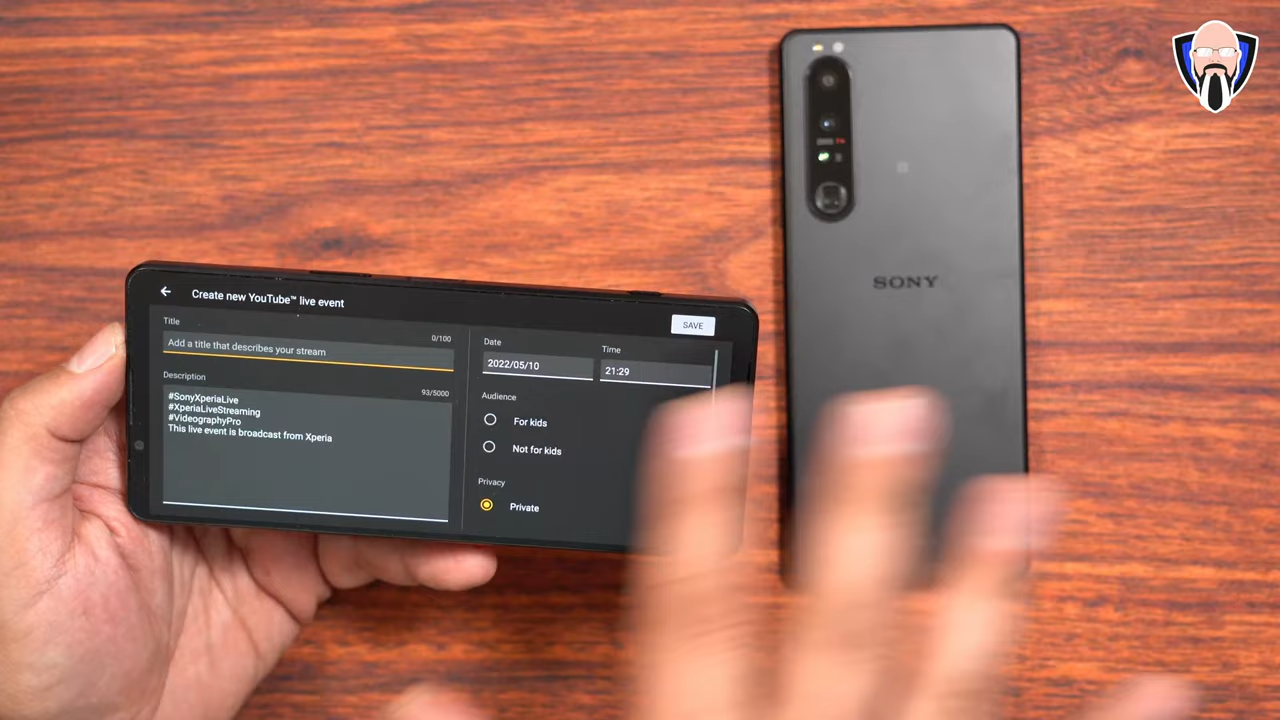 SONY
Create new YouTube™ live event
SAVE
Title
0/100
Add a title that describes your stream
Description
93/5000
#SonyXperiaLive
#XperiaLiveStreaming
#VideographyPro
This live event is broadcast from Xperia
Date
Time
2022/05/10
21:29
Audience
For kids
Not for kids
Privacy
Private